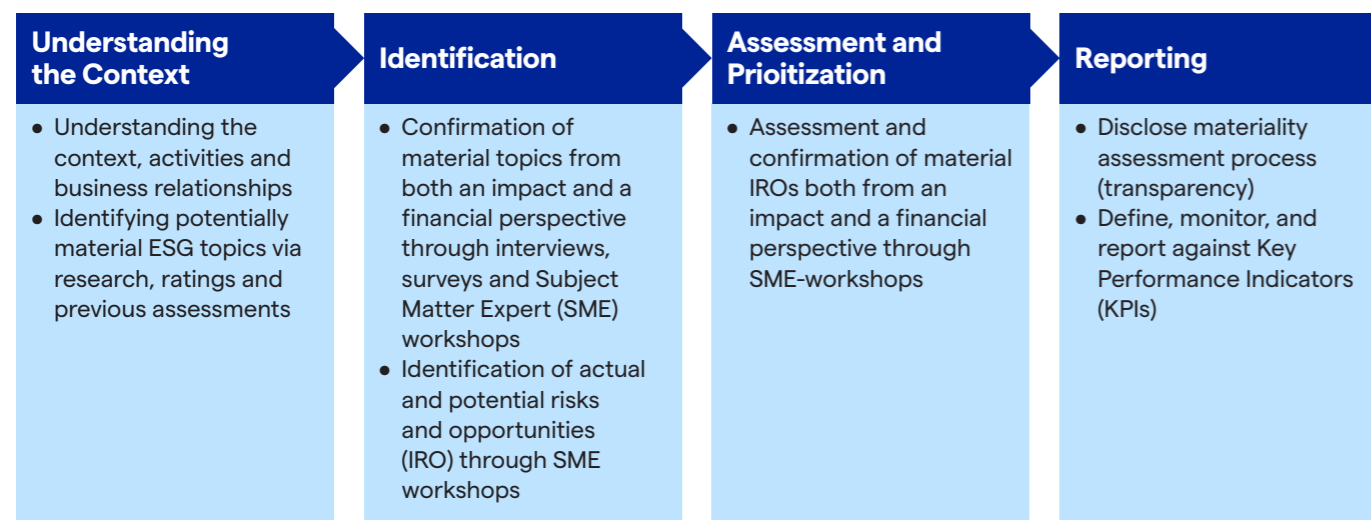 Understanding
the Context
• Understanding the
context, activities and
business relationships
• Identifying potentially
material ESG topics via
research, ratings and
previous assessments
Identification
• Confirmation of
material topics from
both an impact and a
financial perspective
through interviews,
surveys and Subject
Matter Expert (SME)
workshops
• Identification of actual
and potential risks
and opportunities
(IRO) through SME
workshops
Assessment and
Prioitization
• Assessment and
confirmation of material
IROs both from an
impact and a financial
perspective through
SME-workshops
Reporting
• Disclose materiality
assessment process
(transparency)
• Define, monitor, and
report against Key
Performance Indicators
(KPIs)